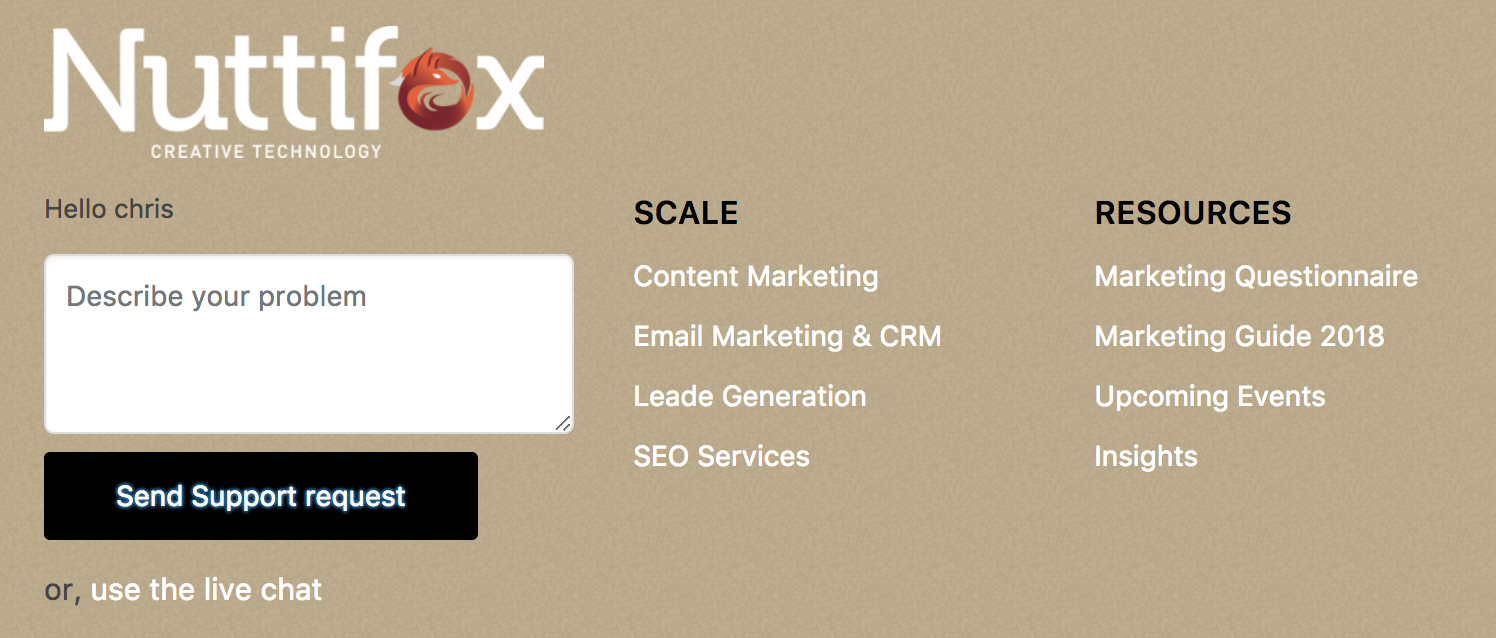 Nuttifox
CREATIVE TECHNOLOGY
Hello chris
Describe your problem
Send Support request
or, use the live chat
SCALE
Content Marketing
Email Marketing & CRM
Leade Generation
SEO Services
RESOURCES
Marketing Questionnaire
Marketing Guide 2018
Upcoming Events
Insights